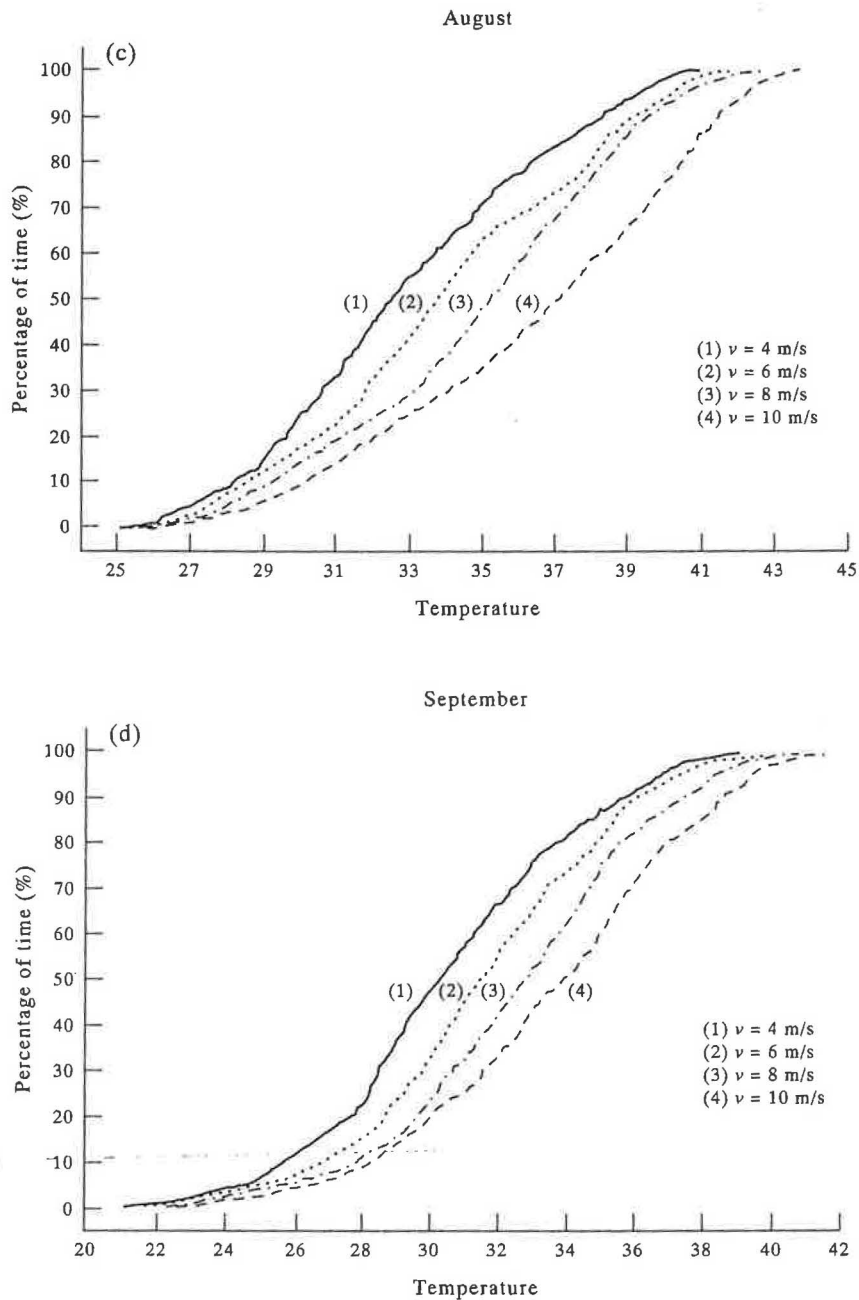 August
(c)
100
90
80
70
60
50
40
30
20
10
0
Percentage of time (%)
(1) (2) (3) (4)
(1) v = 4 m/s
(2) v = 6 m/s
(3) v = 8 m/s
(4) v = 10 m/s
25 27 29 31 33 35 37 39 41 43 45
Temperature
September
(d)
100
90
80
70
60
50
40
30
20
10
0
Percentage of time (%)
(1) (2) (3) (4)
(1) v = 4 m/s
(2) v = 6 m/s
(3) v = 8 m/s
(4) v = 10 m/s
20 22 24 26 28 30 32 34 36 38 40 42
Temperature